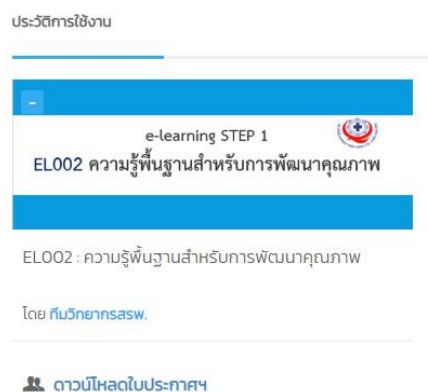 ประวัติการใช้งาน
-
e-learning STEP 1
EL002 ความรู้พื้นฐานสำหรับการพัฒนาคุณภาพ
EL002 : ความรู้พื้นฐานสำหรับการพัฒนาคุณภาพ
โดย ทีมวิทยากรสรพ.
ดาวน์โหลดใบประกาศฯ